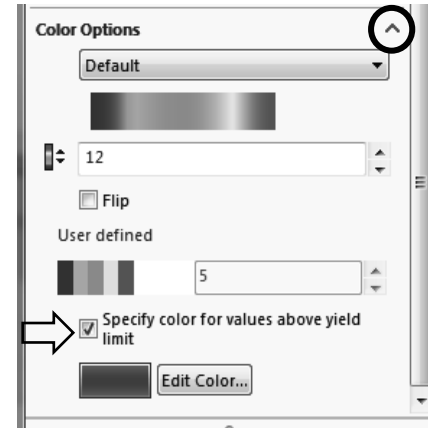 Color Options
Default
12
Flip
User defined
5
Specify color for values above yield
limit
Edit Color...